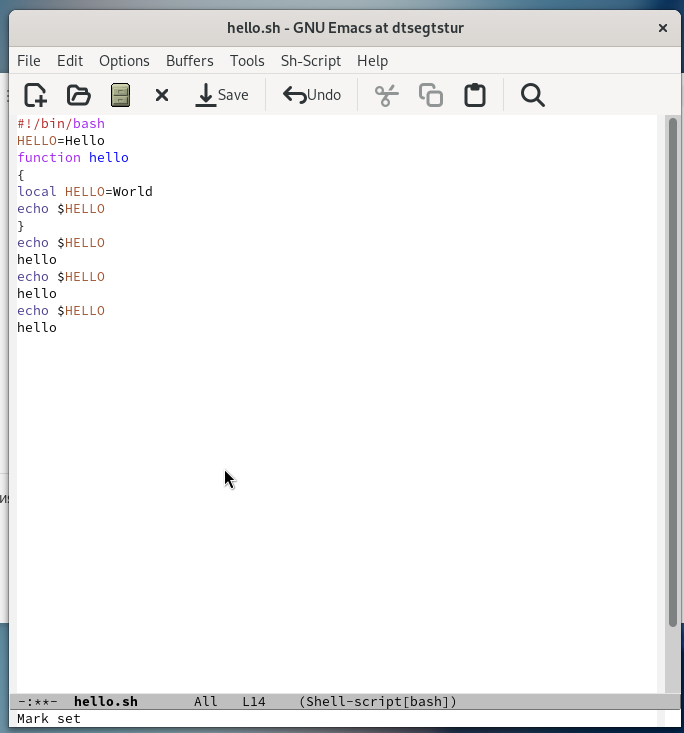 hello.sh - GNU Emacs at dtsegtstur
File Edit Options Buffers Tools Sh-Script Help
Save Undo
#!/bin/bash
HELLO=Hello
function hello
{
local HELLO=World
echo $HELLO
}
echo $HELLO
hello
echo $HELLO
hello
echo $HELLO
hello
-:**- hello.sh All L14 (Shell-script[bash])
Mark set